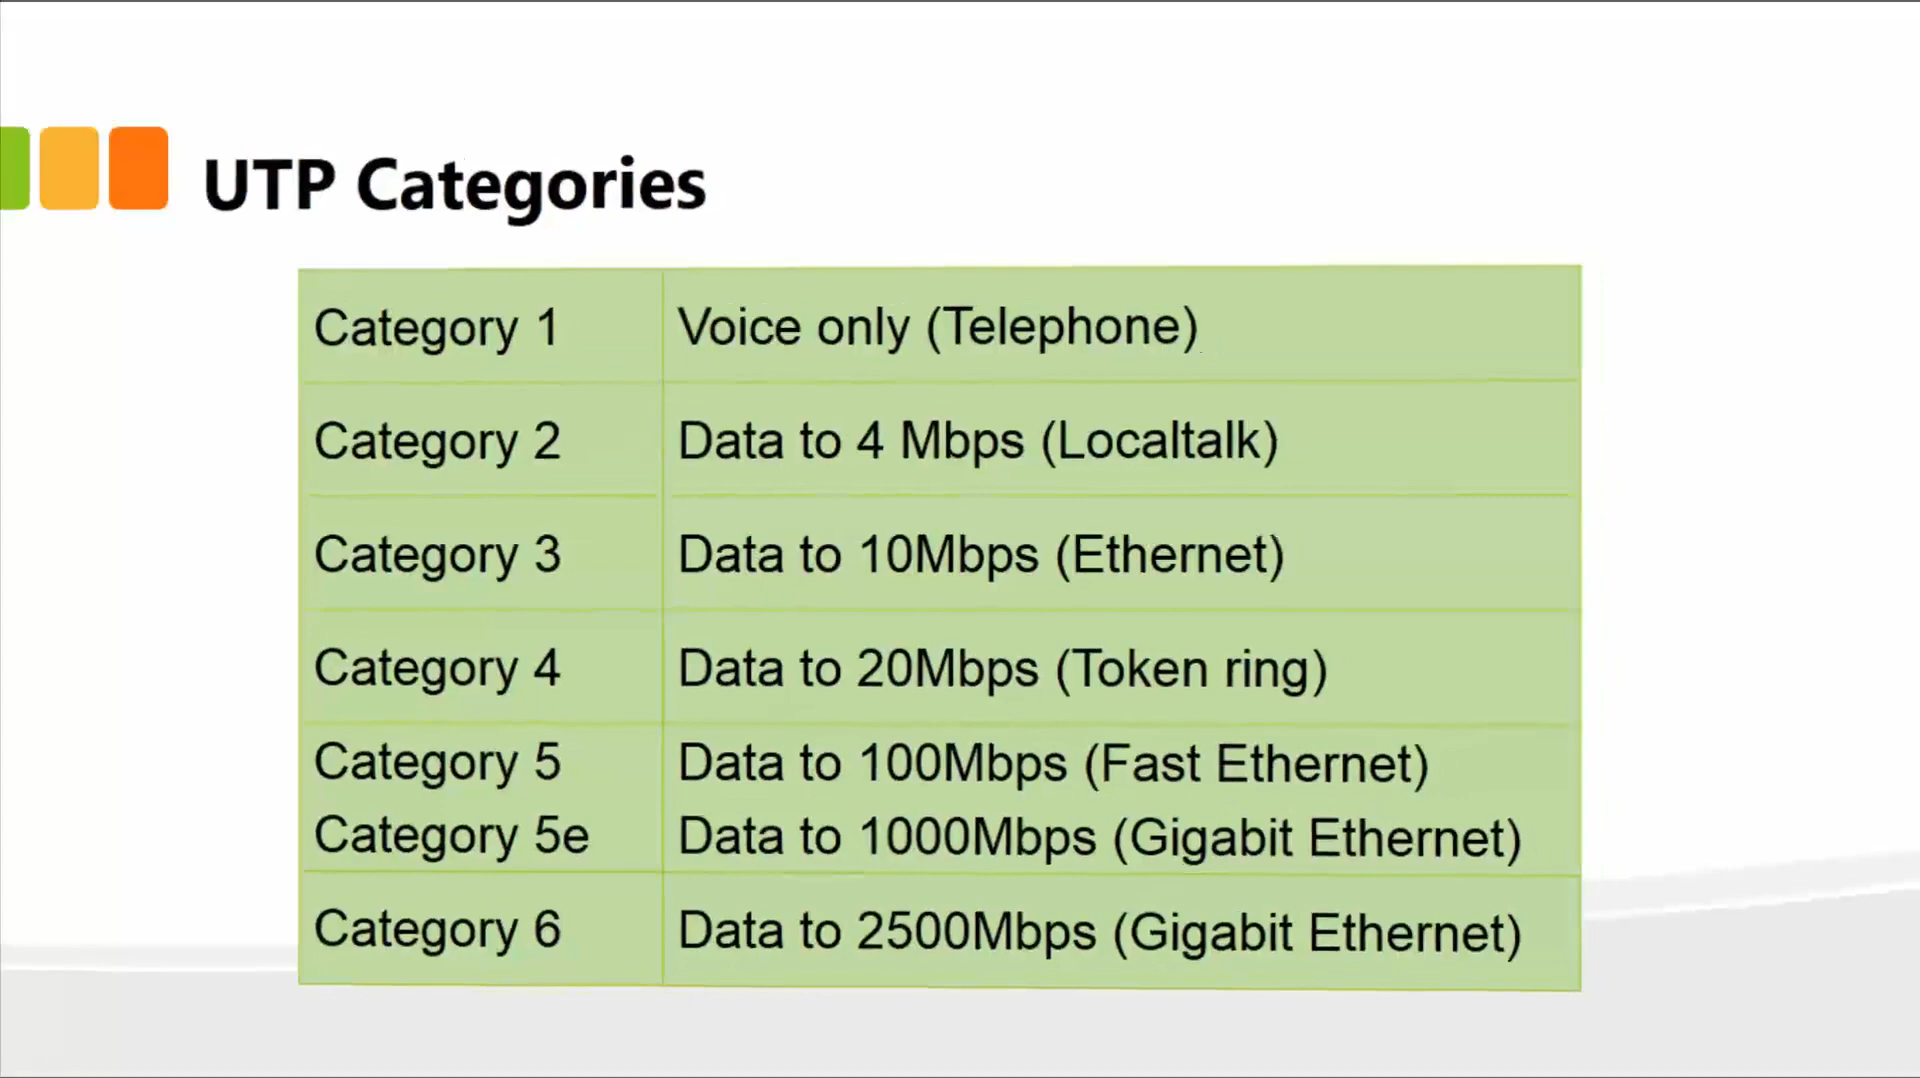 UTP Categories
Category 1 Voice only (Telephone)
Category 2 Data to 4 Mbps (Localtalk)
Category 3 Data to 10Mbps (Ethernet)
Category 4 Data to 20Mbps (Token ring)
Category 5 Data to 100Mbps (Fast Ethernet)
Category 5e Data to 1000Mbps (Gigabit Ethernet)
Category 6 Data to 2500Mbps (Gigabit Ethernet)